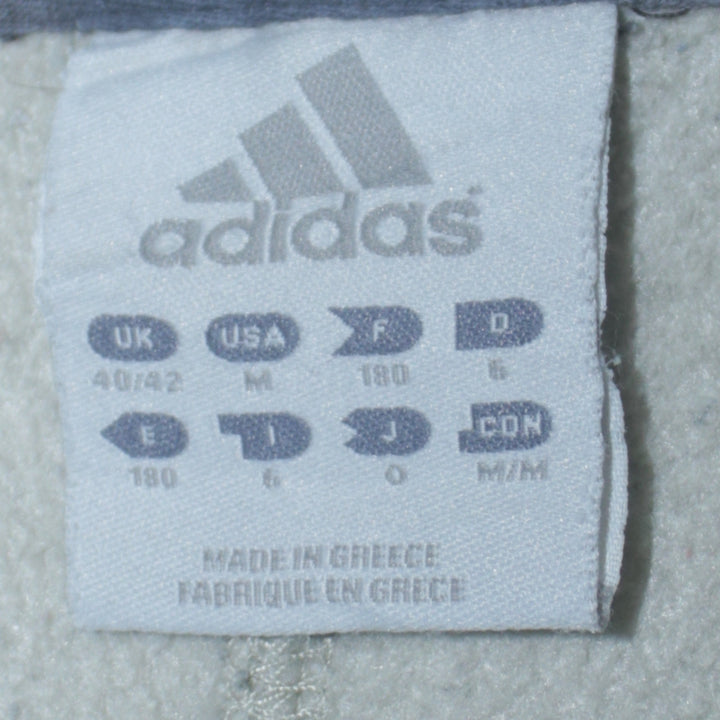 adidas
UK USA F D
40/42 M 180 6
E I J CDN
180 6 O M/M
MADE IN GREECE
FABRIQUE EN GRECE